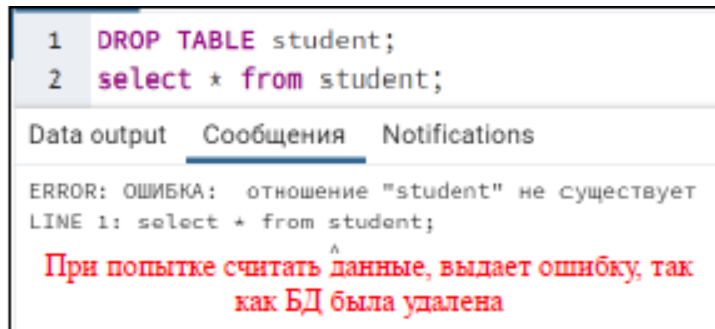 1 DROP TABLE student;
2 select * from student;
Data output Сообщения Notifications
ERROR: ОШИБКА: отношение "student" не существует
LINE 1: select * from student;
^
При попытке считать данные, выдает ошибку, так
как БД была удалена